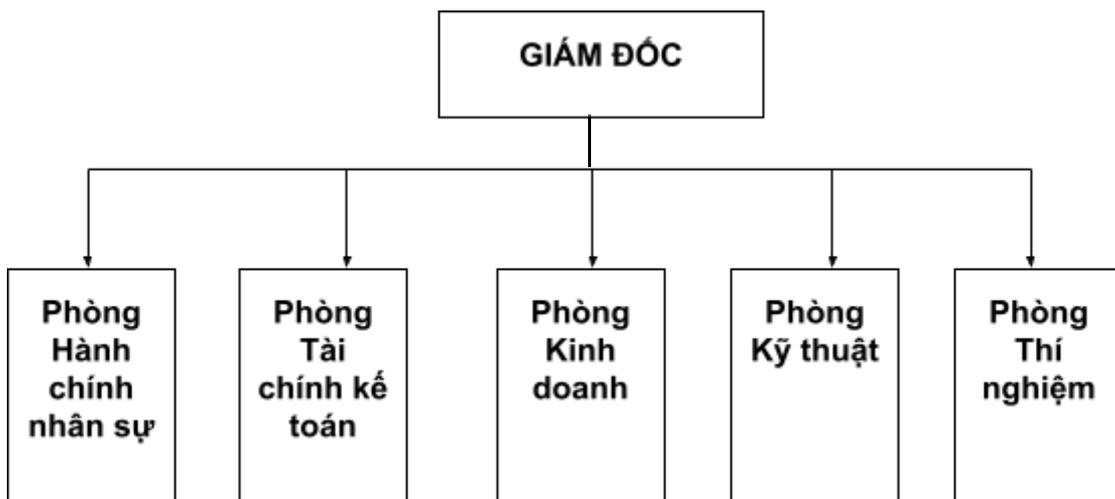 GIÁM ĐỐC
Phòng
Hành
chính
nhân sự
Phòng
Tài
chính kế
toán
Phòng
Kinh
doanh
Phòng
Kỹ thuật
Phòng
Thí
nghiệm